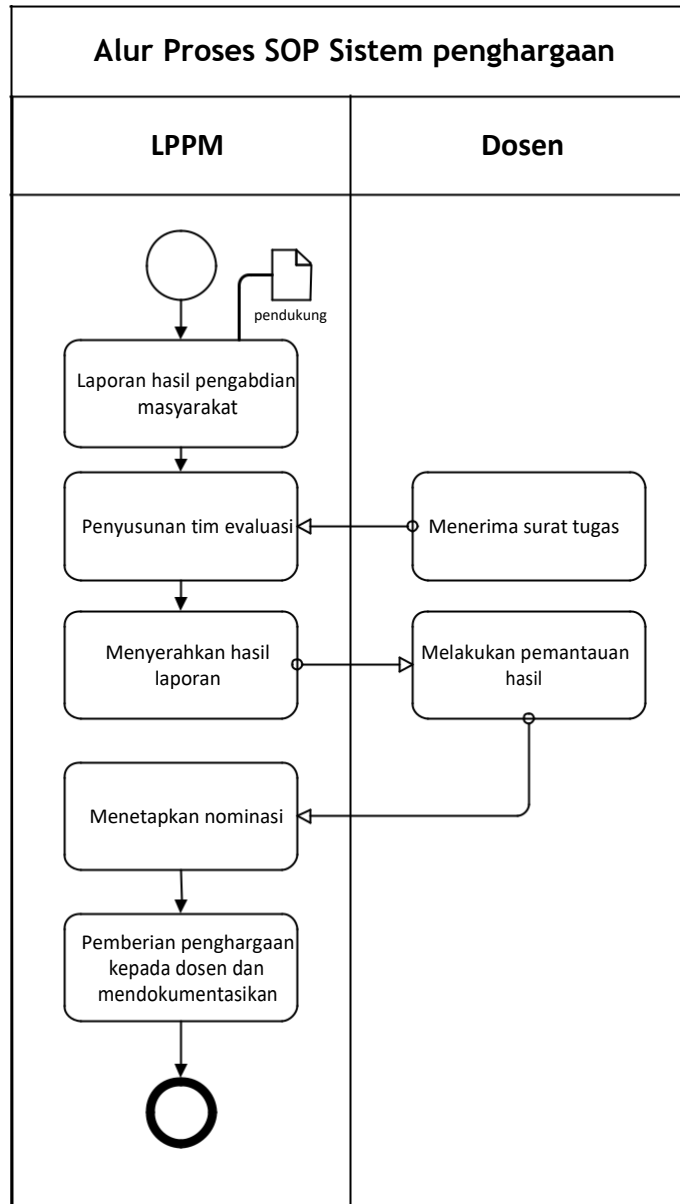 Alur Proses SOP Sistem penghargaan
LPPM
Dosen
pendukung
Laporan hasil pengabdian
masyarakat
Penyusunan tim evaluasi
Menerima surat tugas
Menyerahkan hasil
laporan
Melakukan pemantauan
hasil
Menetapkan nominasi
Pemberian penghargaan
kepada dosen dan
mendokumentasikan